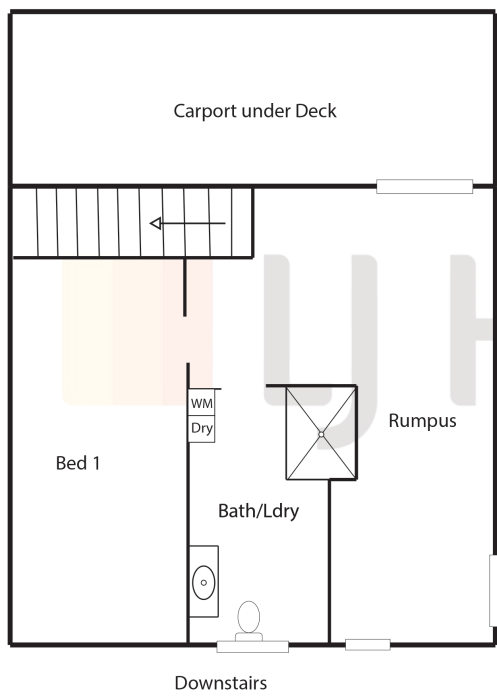 Carport under Deck
WM
Dry
Rumpus
Bed 1
Bath/Ldry
Downstairs